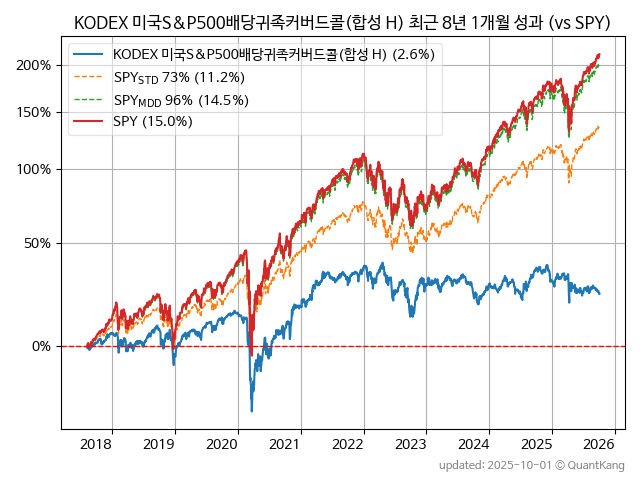 KODEX 미국S&P500배당귀족커버드콜(합성 H) 최근 8년 1개월 성과 (vs SPY)
KODEX 미국S&P500배당귀족커버드콜(합성 H) (2.6%)
SPYSTD 73% (11.2%)
SPYMDD 96% (14.5%)
SPY (15.0%)
200%
150%
100%
50%
0%
2018 2019 2020 2021 2022 2023 2024 2025 2026
updated: 2025-10-01 © QuantKang